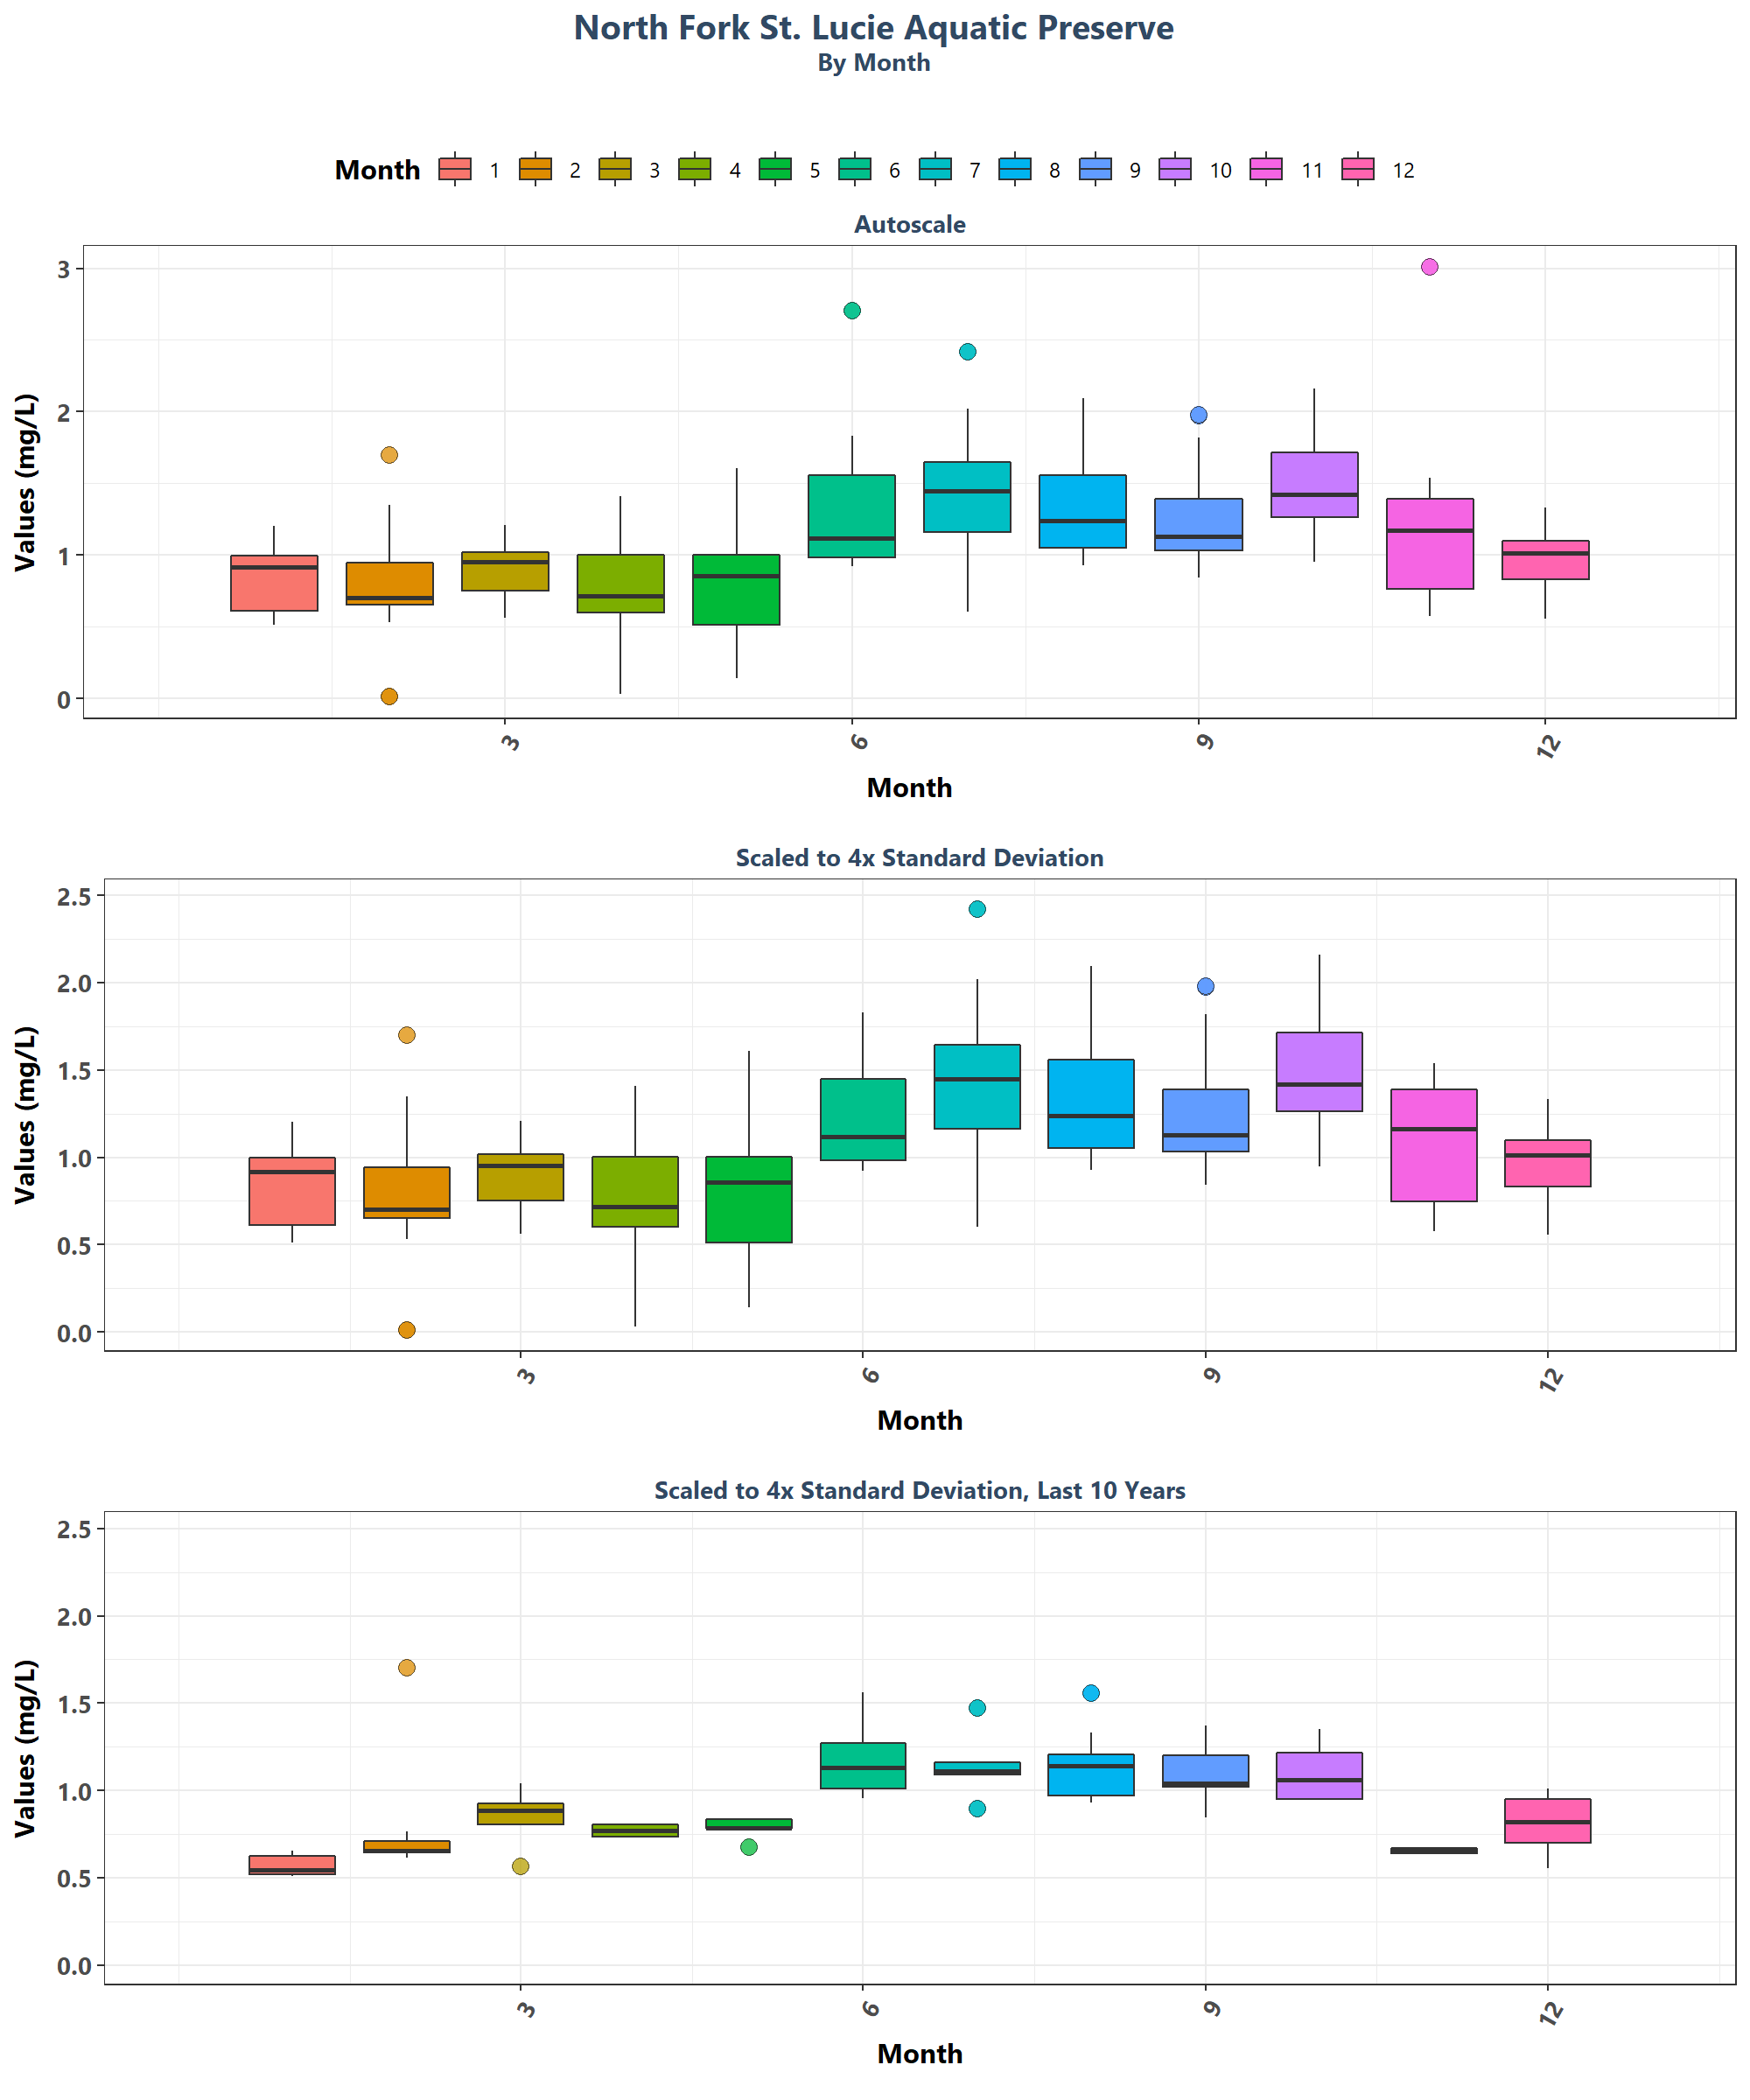 North Fork St. Lucie Aquatic Preserve
By Month
Month 1 2 3 4 5 6 7 8 9 10 11 12
Autoscale
Values (mg/L)
3
2
1
0
3 6 9 12
Month
Scaled to 4x Standard Deviation
Values (mg/L)
2.5
2.0
1.5
1.0
0.5
0.0
3 6 9 12
Month
Scaled to 4x Standard Deviation, Last 10 Years
Values (mg/L)
2.5
2.0
1.5
1.0
0.5
0.0
3 6 9 12
Month